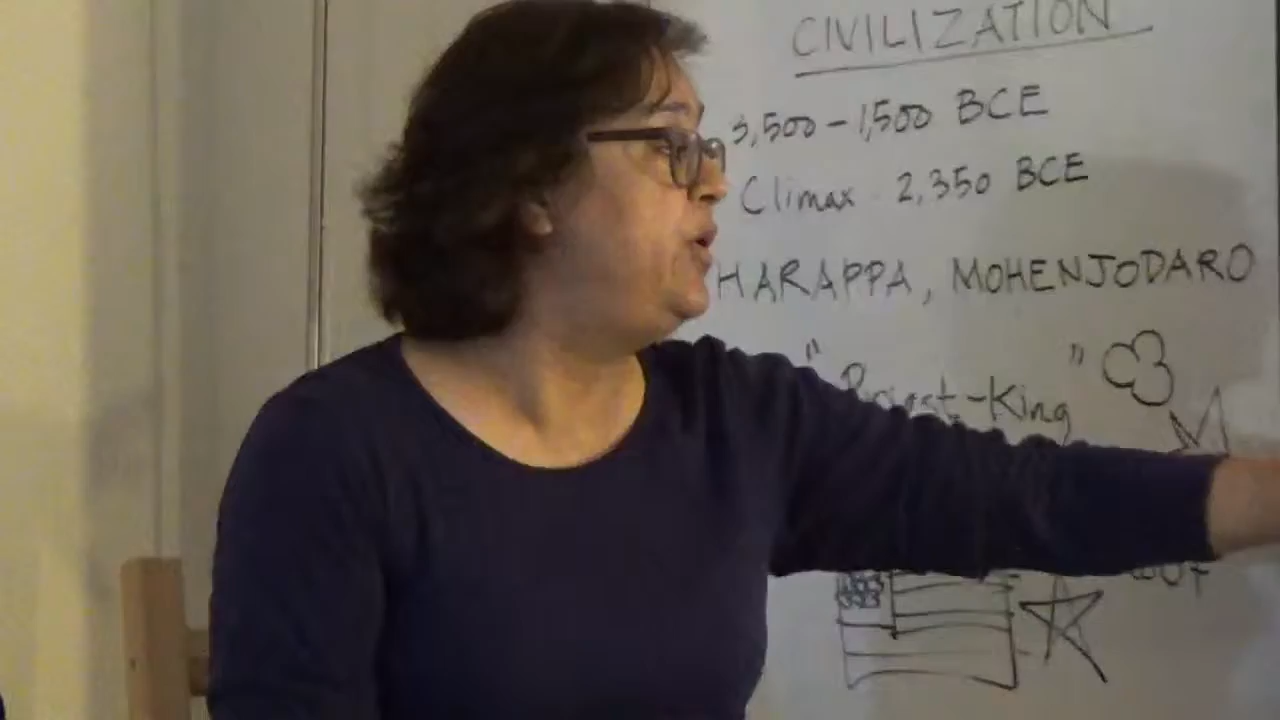 CIVILIZATION
3,500 - 1,500 BCE
Climax 2,350 BCE
HARAPPA, MOHENJODARO
" Priest-King "